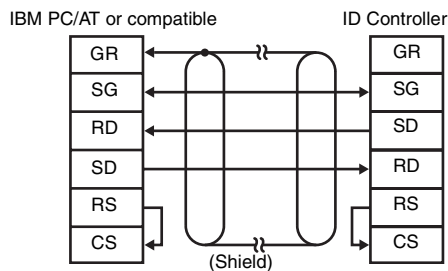 IBM PC/AT or compatible
ID Controller
GR
GR
SG
SG
RD
SD
SD
RD
RS
RS
CS
CS
(Shield)